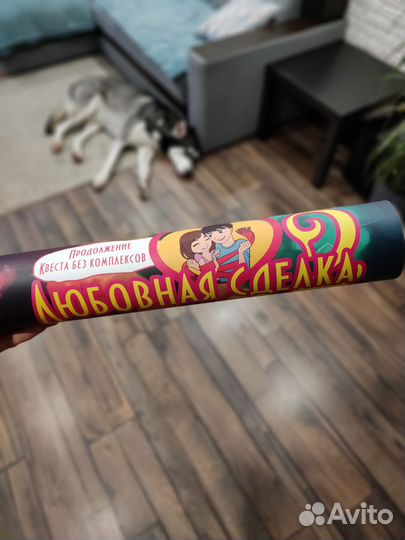 ПРОДОЛЖЕНИЕ
КВЕСТА БЕЗ КОМПЛЕКСОВ
ЛЮБОВНАЯ СДЕЛКА
Avito